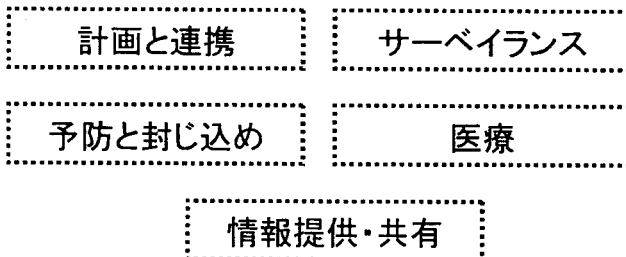 計画と連携
サーベイランス
予防と封じ込め
医療
情報提供・共有